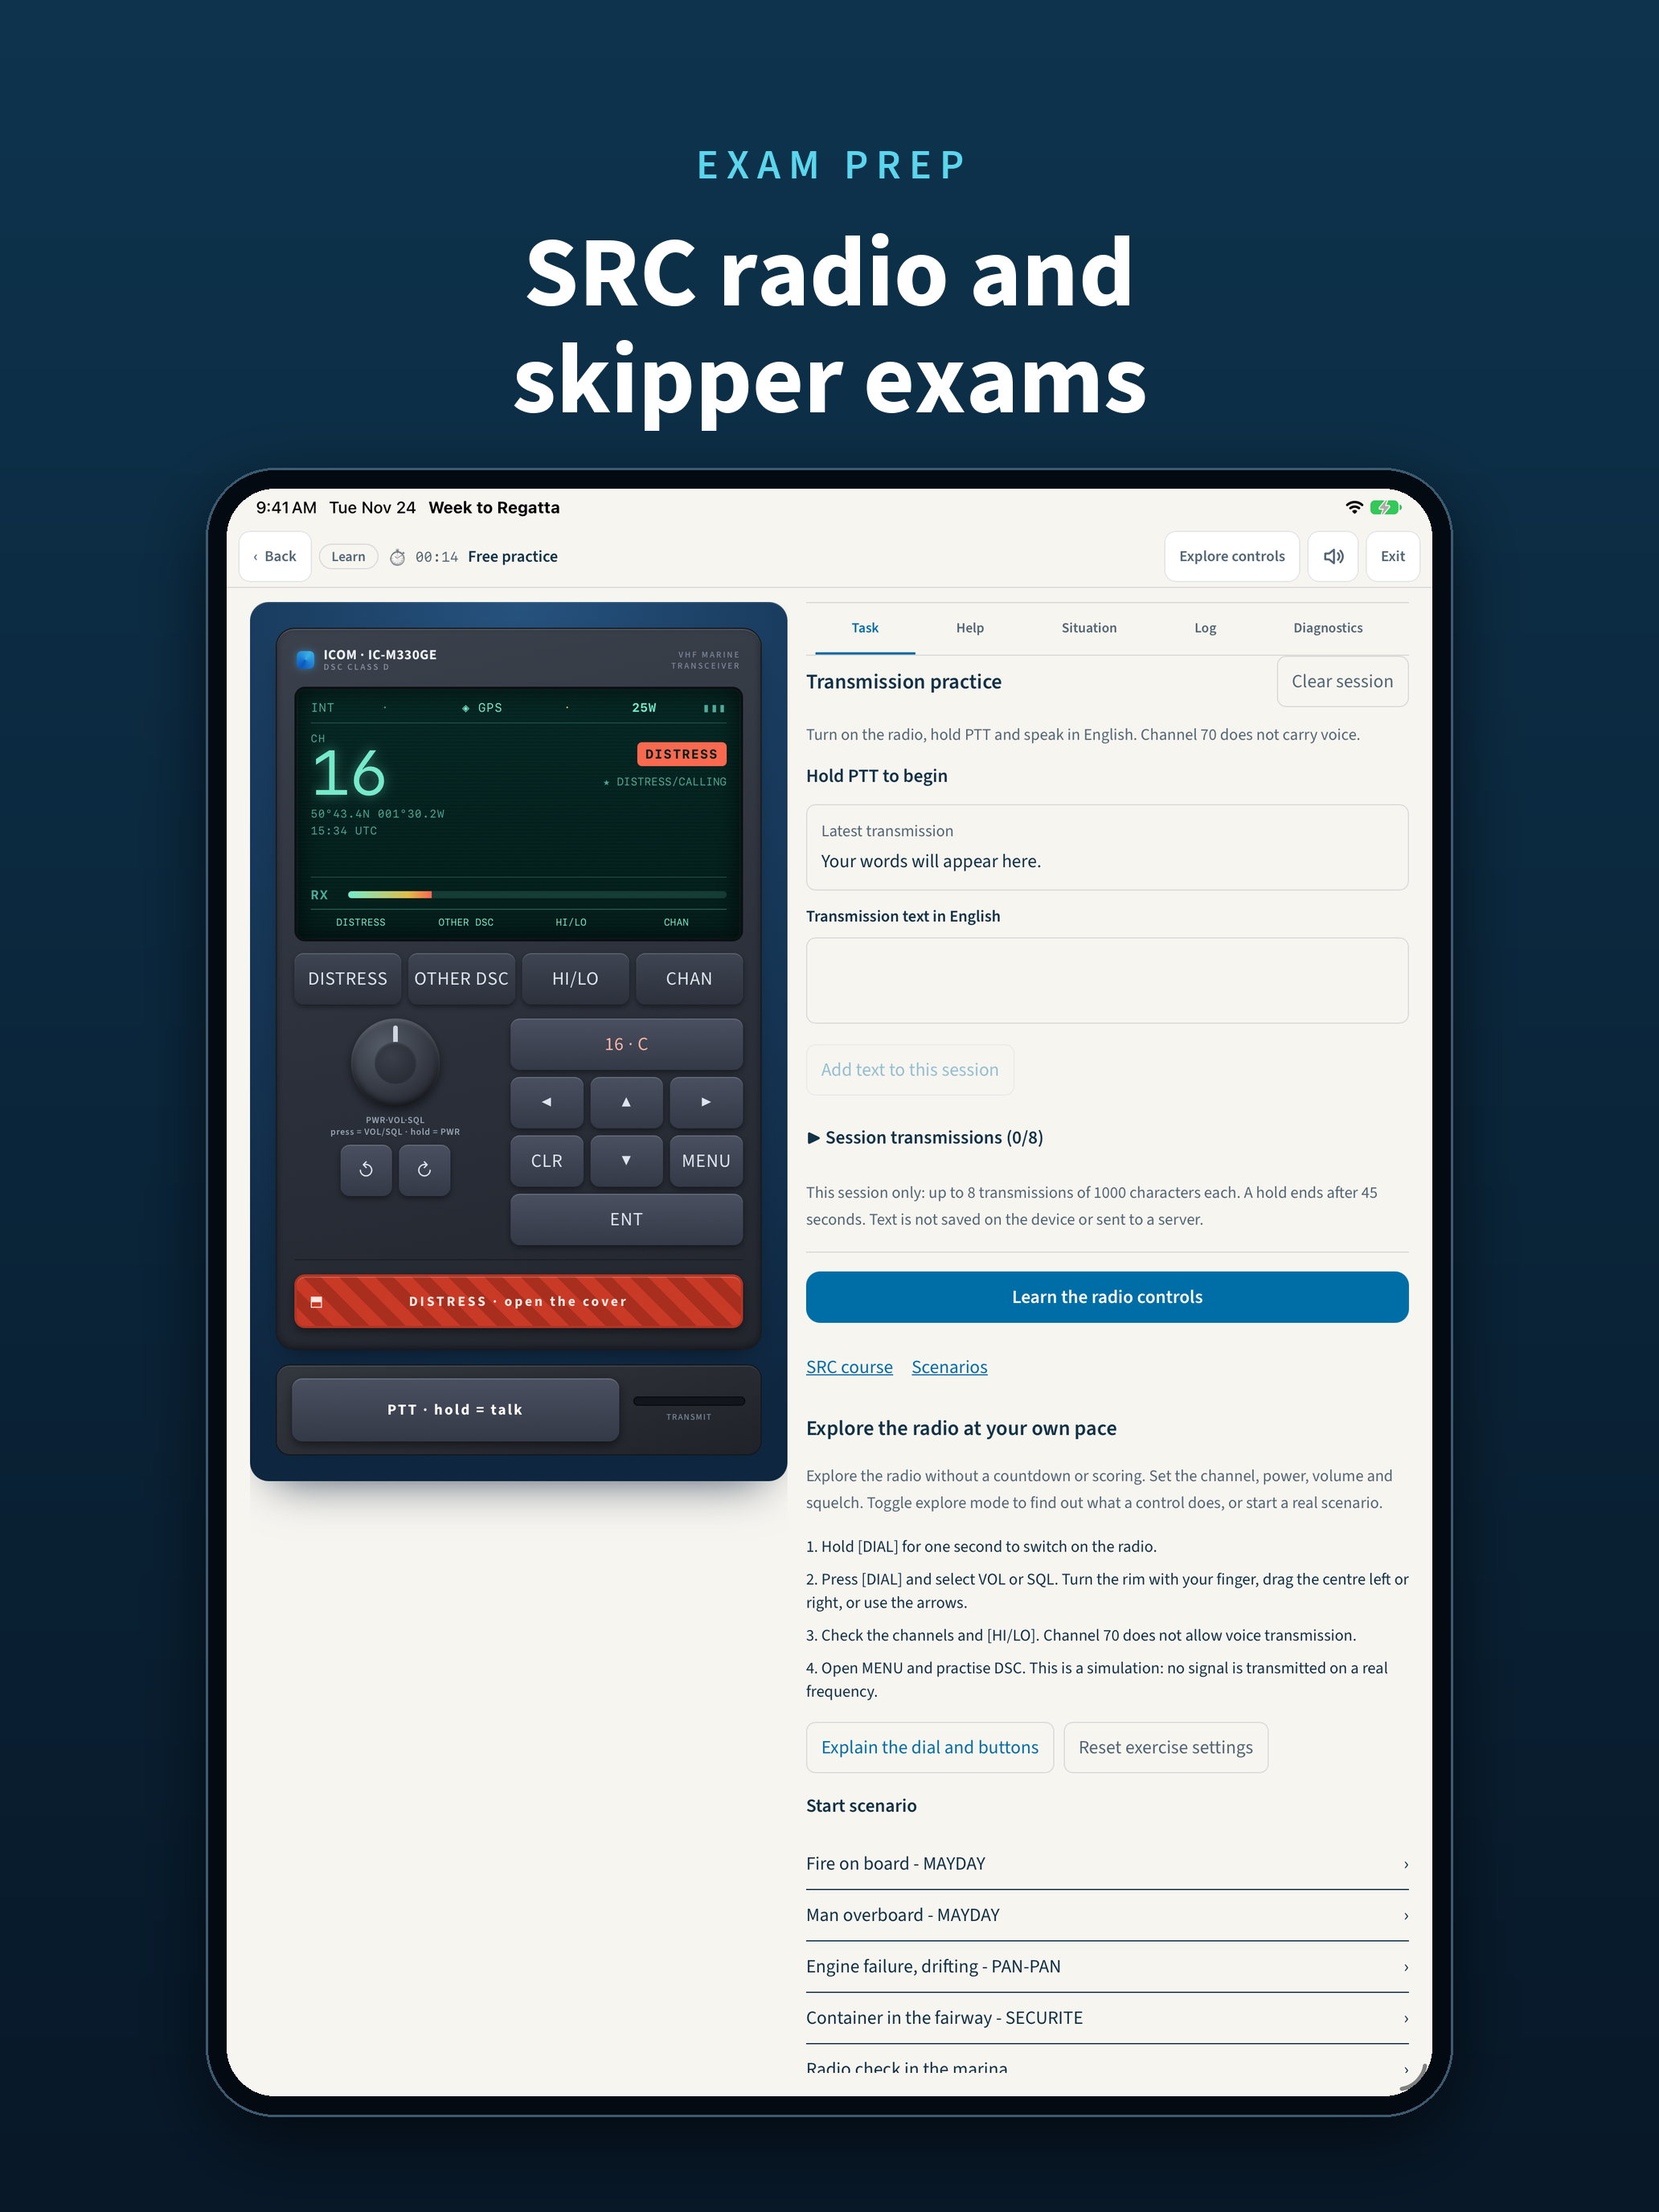 EXAM PREP
SRC radio and
skipper exams
9:41 AM Tue Nov 24 Week to Regatta
‹ Back Learn 00:14 Free practice Explore controls Exit
ICOM · IC-M330GE
DSC CLASS D
VHF MARINE
TRANSCEIVER
INT · ◈ GPS · 25W
CH
16
DISTRESS
★ DISTRESS/CALLING
50°43.4N 001°30.2W
15:34 UTC
RX
DISTRESS OTHER DSC HI/LO CHAN
DISTRESS OTHER DSC HI/LO CHAN
16 · C
◄ ▲ ►
PWR·VOL·SQL
press = VOL/SQL · hold = PWR
CLR ▼ MENU
ENT
DISTRESS · open the cover
PTT · hold = talk
TRANSMIT
Task Help Situation Log Diagnostics
Transmission practice Clear session
Turn on the radio, hold PTT and speak in English. Channel 70 does not carry voice.
Hold PTT to begin
Latest transmission
Your words will appear here.
Transmission text in English
Add text to this session
▶ Session transmissions (0/8)
This session only: up to 8 transmissions of 1000 characters each. A hold ends after 45
seconds. Text is not saved on the device or sent to a server.
Learn the radio controls
SRC course Scenarios
Explore the radio at your own pace
Explore the radio without a countdown or scoring. Set the channel, power, volume and
squelch. Toggle explore mode to find out what a control does, or start a real scenario.
1. Hold [DIAL] for one second to switch on the radio.
2. Press [DIAL] and select VOL or SQL. Turn the rim with your finger, drag the centre left or
right, or use the arrows.
3. Check the channels and [HI/LO]. Channel 70 does not allow voice transmission.
4. Open MENU and practise DSC. This is a simulation: no signal is transmitted on a real
frequency.
Explain the dial and buttons Reset exercise settings
Start scenario
Fire on board - MAYDAY ›
Man overboard - MAYDAY ›
Engine failure, drifting - PAN-PAN ›
Container in the fairway - SECURITE ›
Radio check in the marina ›